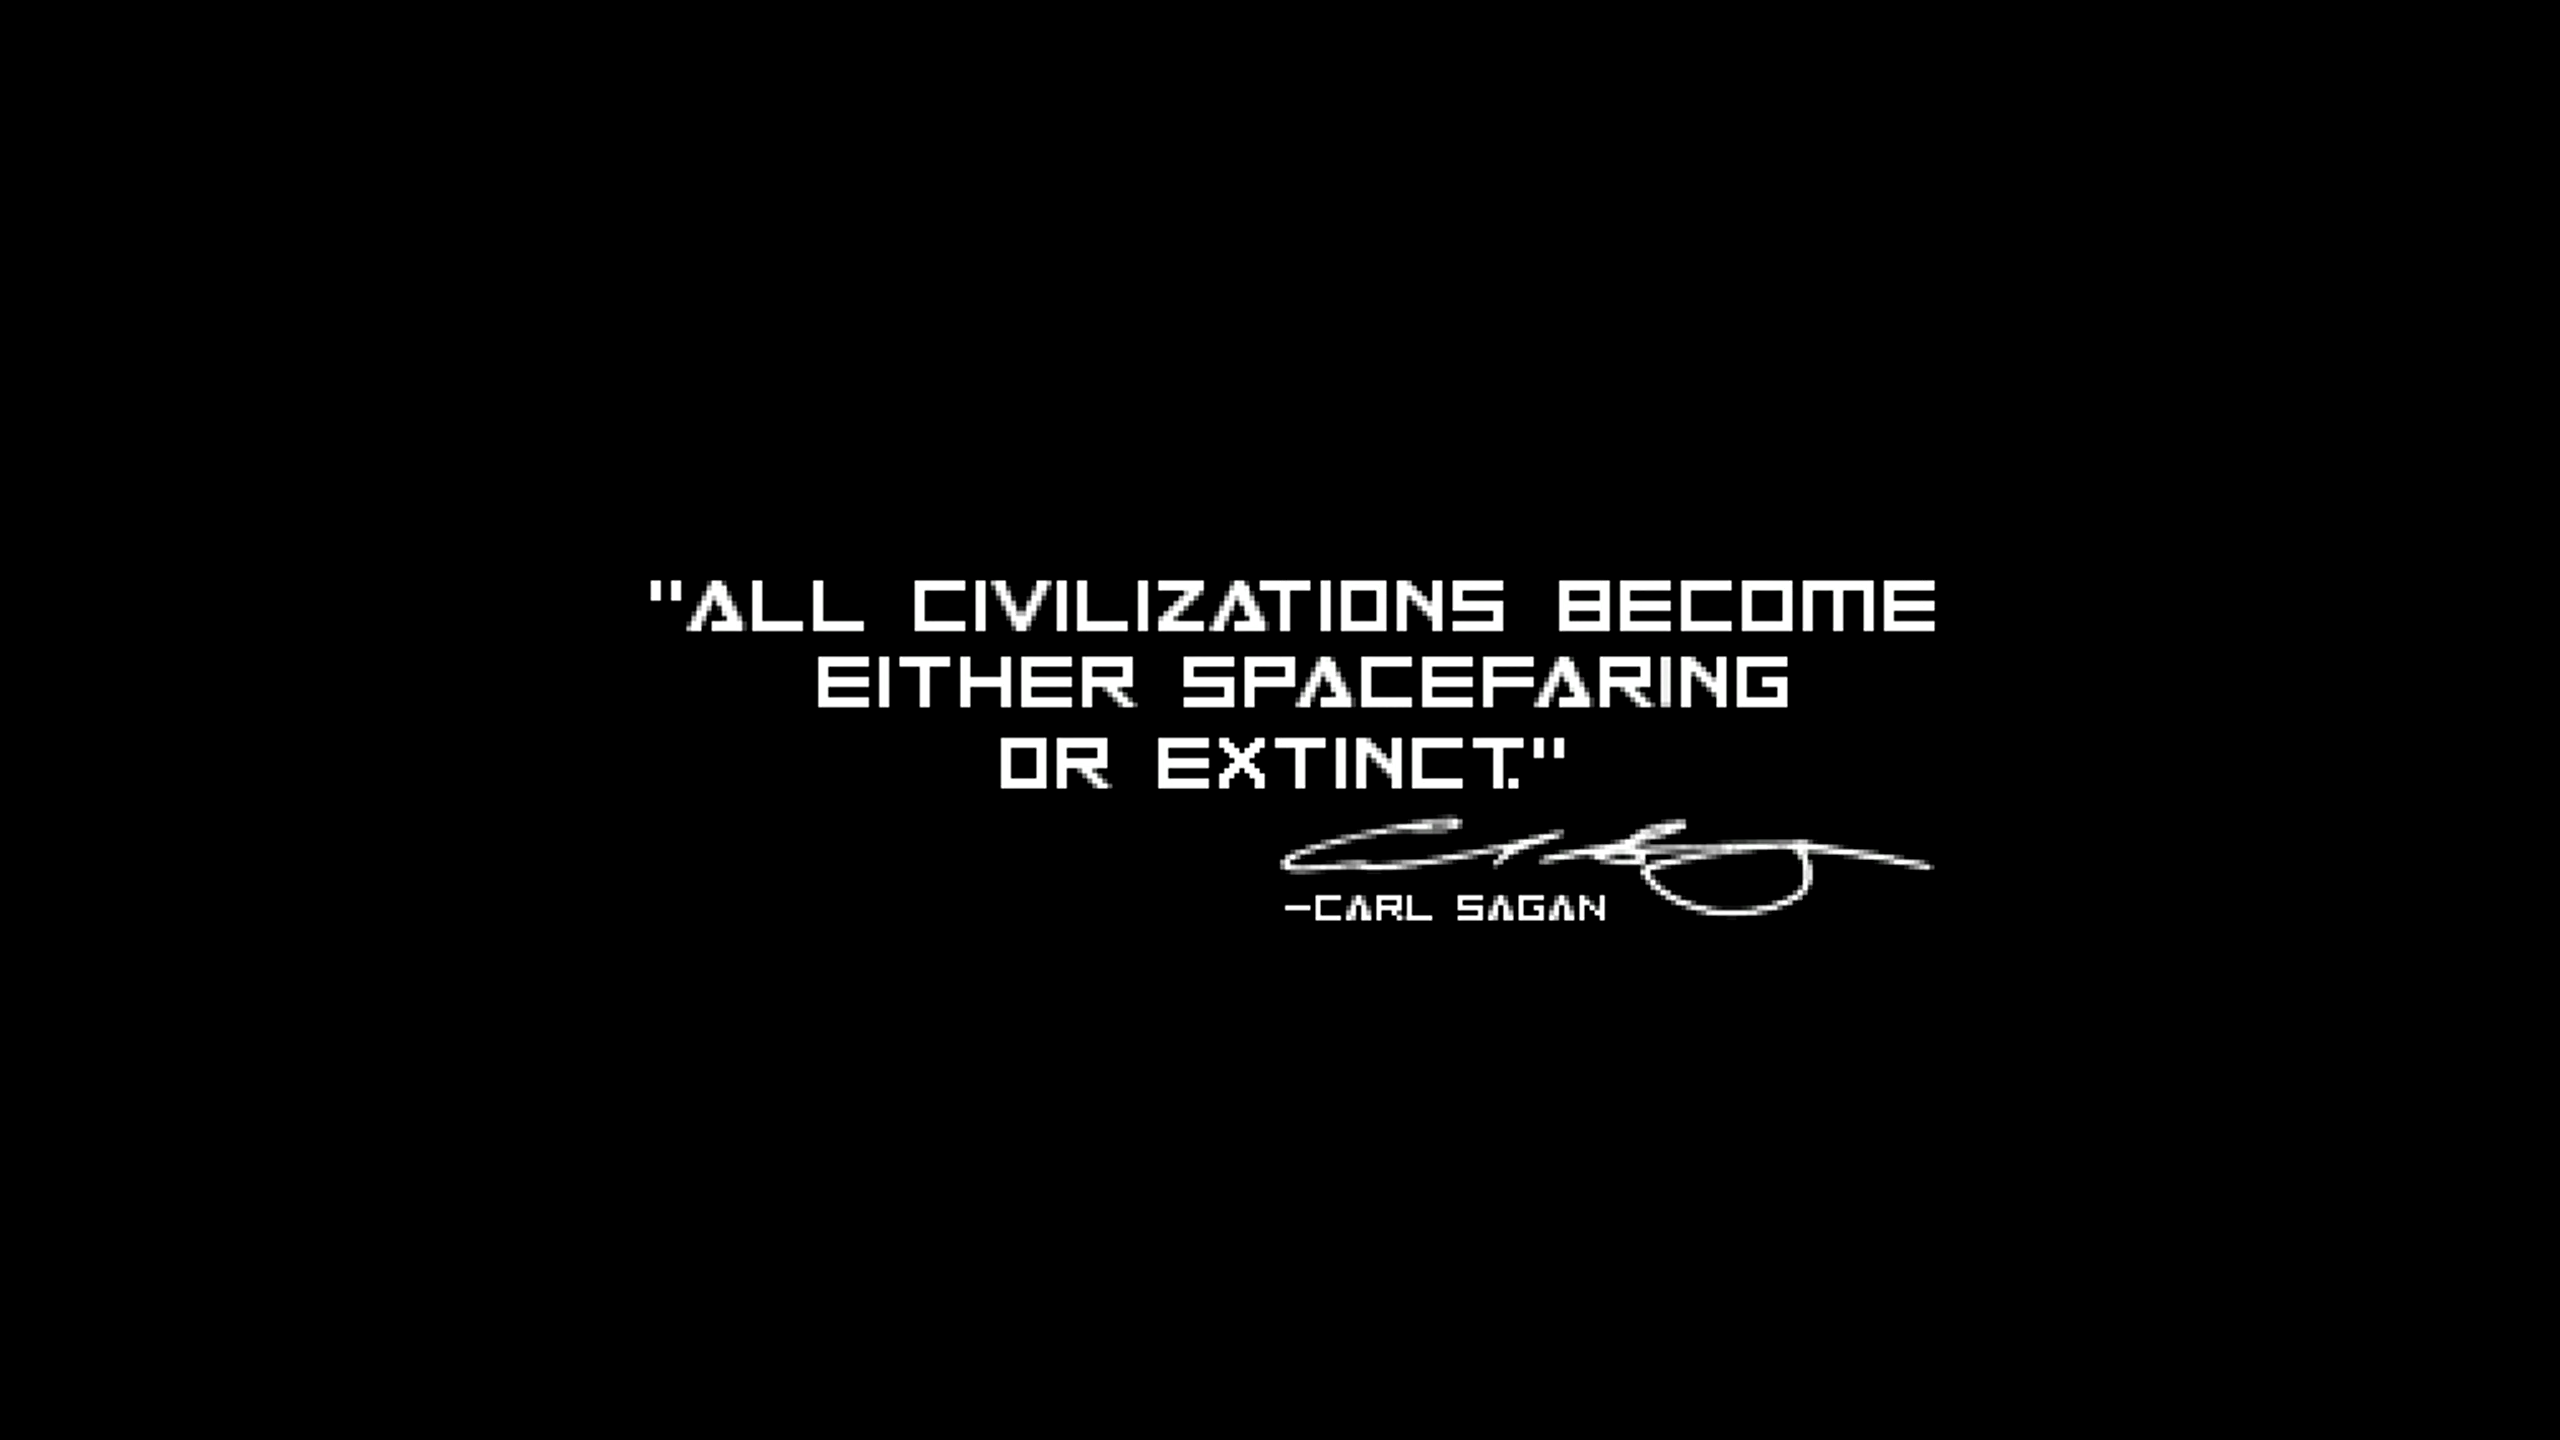 "ALL CIVILIZATIONS BECOME
EITHER SPACEFARING
OR EXTINCT."
-CARL SAGAN